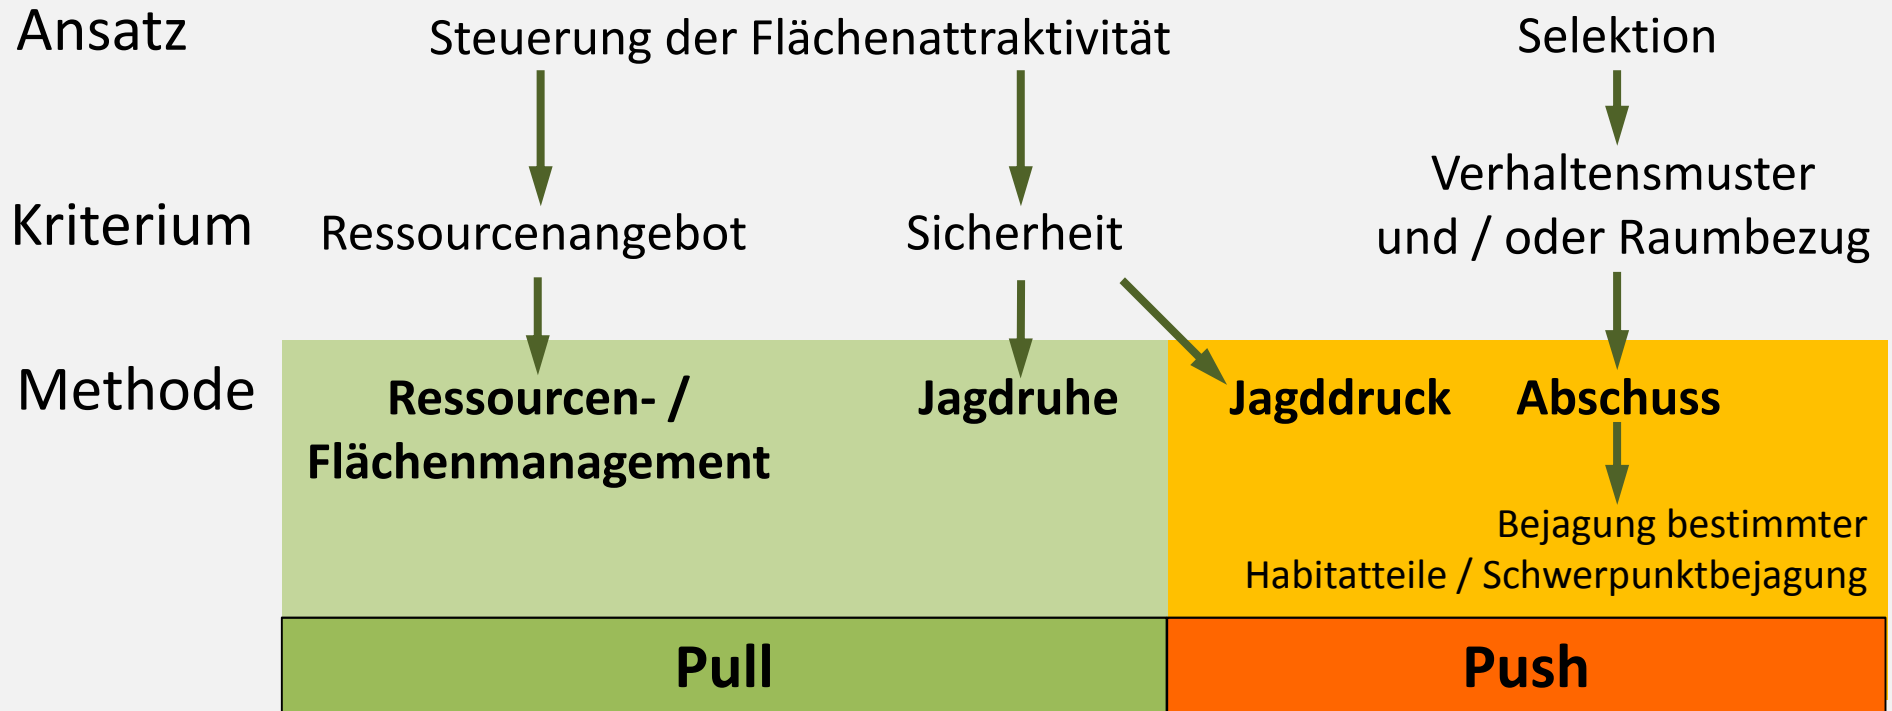 Ansatz
Steuerung der Flächenattraktivität
Selektion
Kriterium
Ressourcenangebot
Sicherheit
Verhaltensmuster
und / oder Raumbezug
Methode
Ressourcen- /
Flächenmanagement
Jagdruhe
Jagddruck
Abschuss
Bejagung bestimmter
Habitatteile / Schwerpunktbejagung
Pull
Push